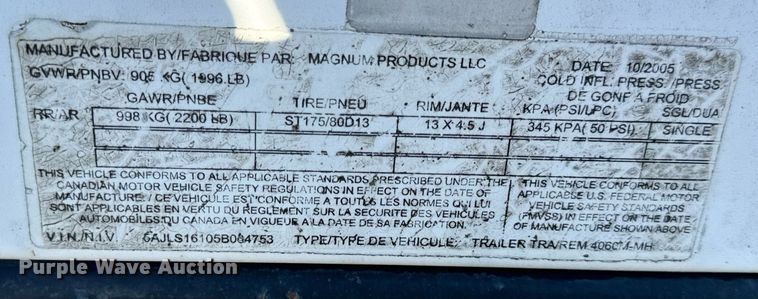 MANUFACTURED BY/FABRIQUE PAR: MAGNUM PRODUCTS LLC DATE: 10/2005
GVWR/PNBV: 905 KG( 1996 LB) COLD INFL. PRESS./PRESS.
GAWR/PNBE TIRE/PNEU RIM/JANTE DE GONF A FROID
KPA (PSI/LPC) SGL/DUA
RR/AR 998 KG( 2200 LB) ST175/80D13 13 X 4.5 J 345 KPA( 50 PSI) SINGLE
THIS VEHICLE CONFORMS TO ALL APPLICABLE STANDARDS PRESCRIBED UNDER THE
CANADIAN MOTOR VEHICLE SAFETY REGULATIONS IN EFFECT ON THE DATE OF
MANUFACTURE. / CE VEHICULE EST CONFORME A TOUTES LES NORMES QUI LUI
SONT APPLICABLES EN VERTU DU REGLEMENT SUR LA SECURITE DES VEHICULES
AUTOMOBILES DU CANADA EN VIGUEUR A LA DATE DE SA FABRICATION.
THIS VEHICLE CONFORMS TO
ALL APPLICABLE U.S. FEDERAL MOTOR
VEHICLE SAFETY STANDARDS
(FMVSS) IN EFFECT ON THE DATE
OF MANUFACTURE SHOWN ABOVE
V.I.N./N.I.V. 5AJLS16105B004753 TYPE/TYPE DE VEHICULE: TRAILER TRA/REM 406CM-MH
Purple Wave Auction